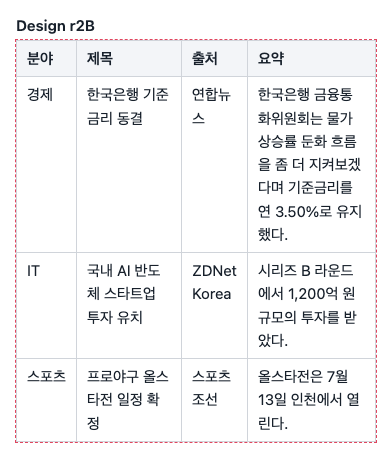 Design r2B
분야 제목 출처 요약
경제 한국은행 기준 연합뉴 한국은행 금융통
금리 동결 스 화위원회는 물가
상승률 둔화 흐름
을 좀 더 지켜보겠
다며 기준금리를
연 3.50%로 유지
했다.
IT 국내 AI 반도 ZDNet 시리즈 B 라운드
체 스타트업 Korea 에서 1,200억 원
투자 유치 규모의 투자를 받
았다.
스포츠 프로야구 올스 스포츠 올스타전은 7월
타전 일정 확 조선 13일 인천에서 열
정 린다.